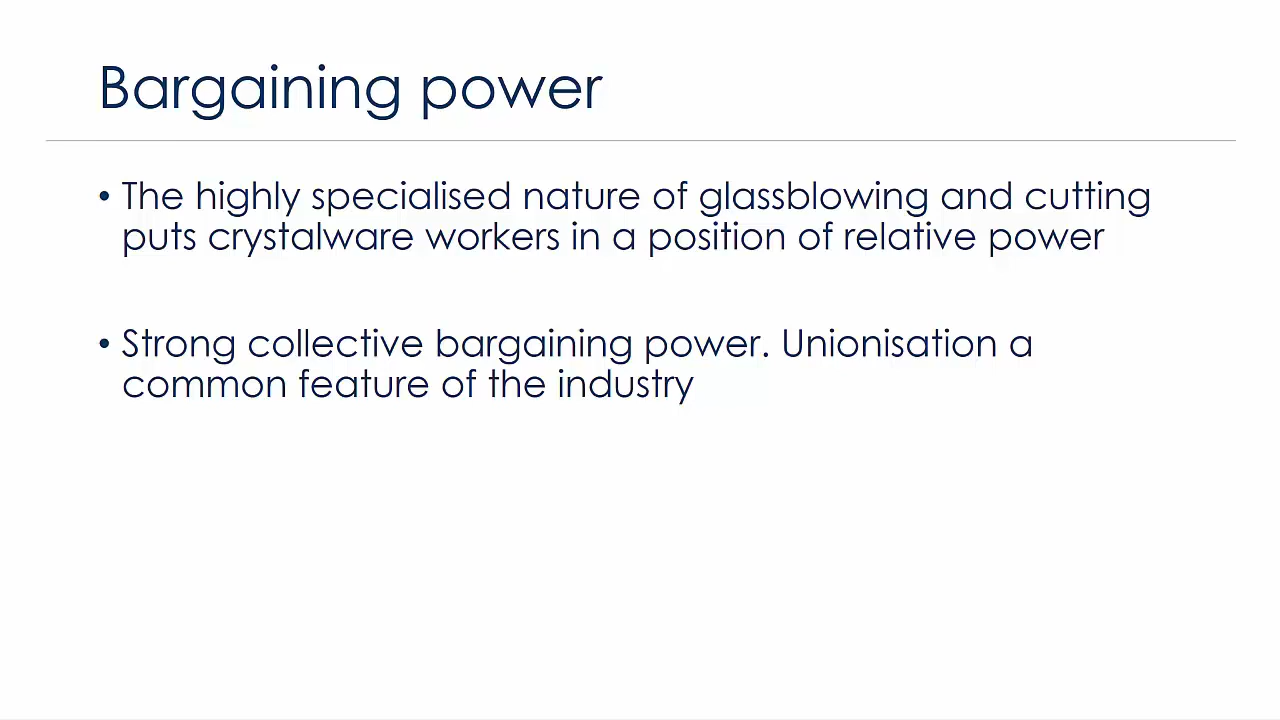 Bargaining power
• The highly specialised nature of glassblowing and cutting
puts crystalware workers in a position of relative power
• Strong collective bargaining power. Unionisation a
common feature of the industry